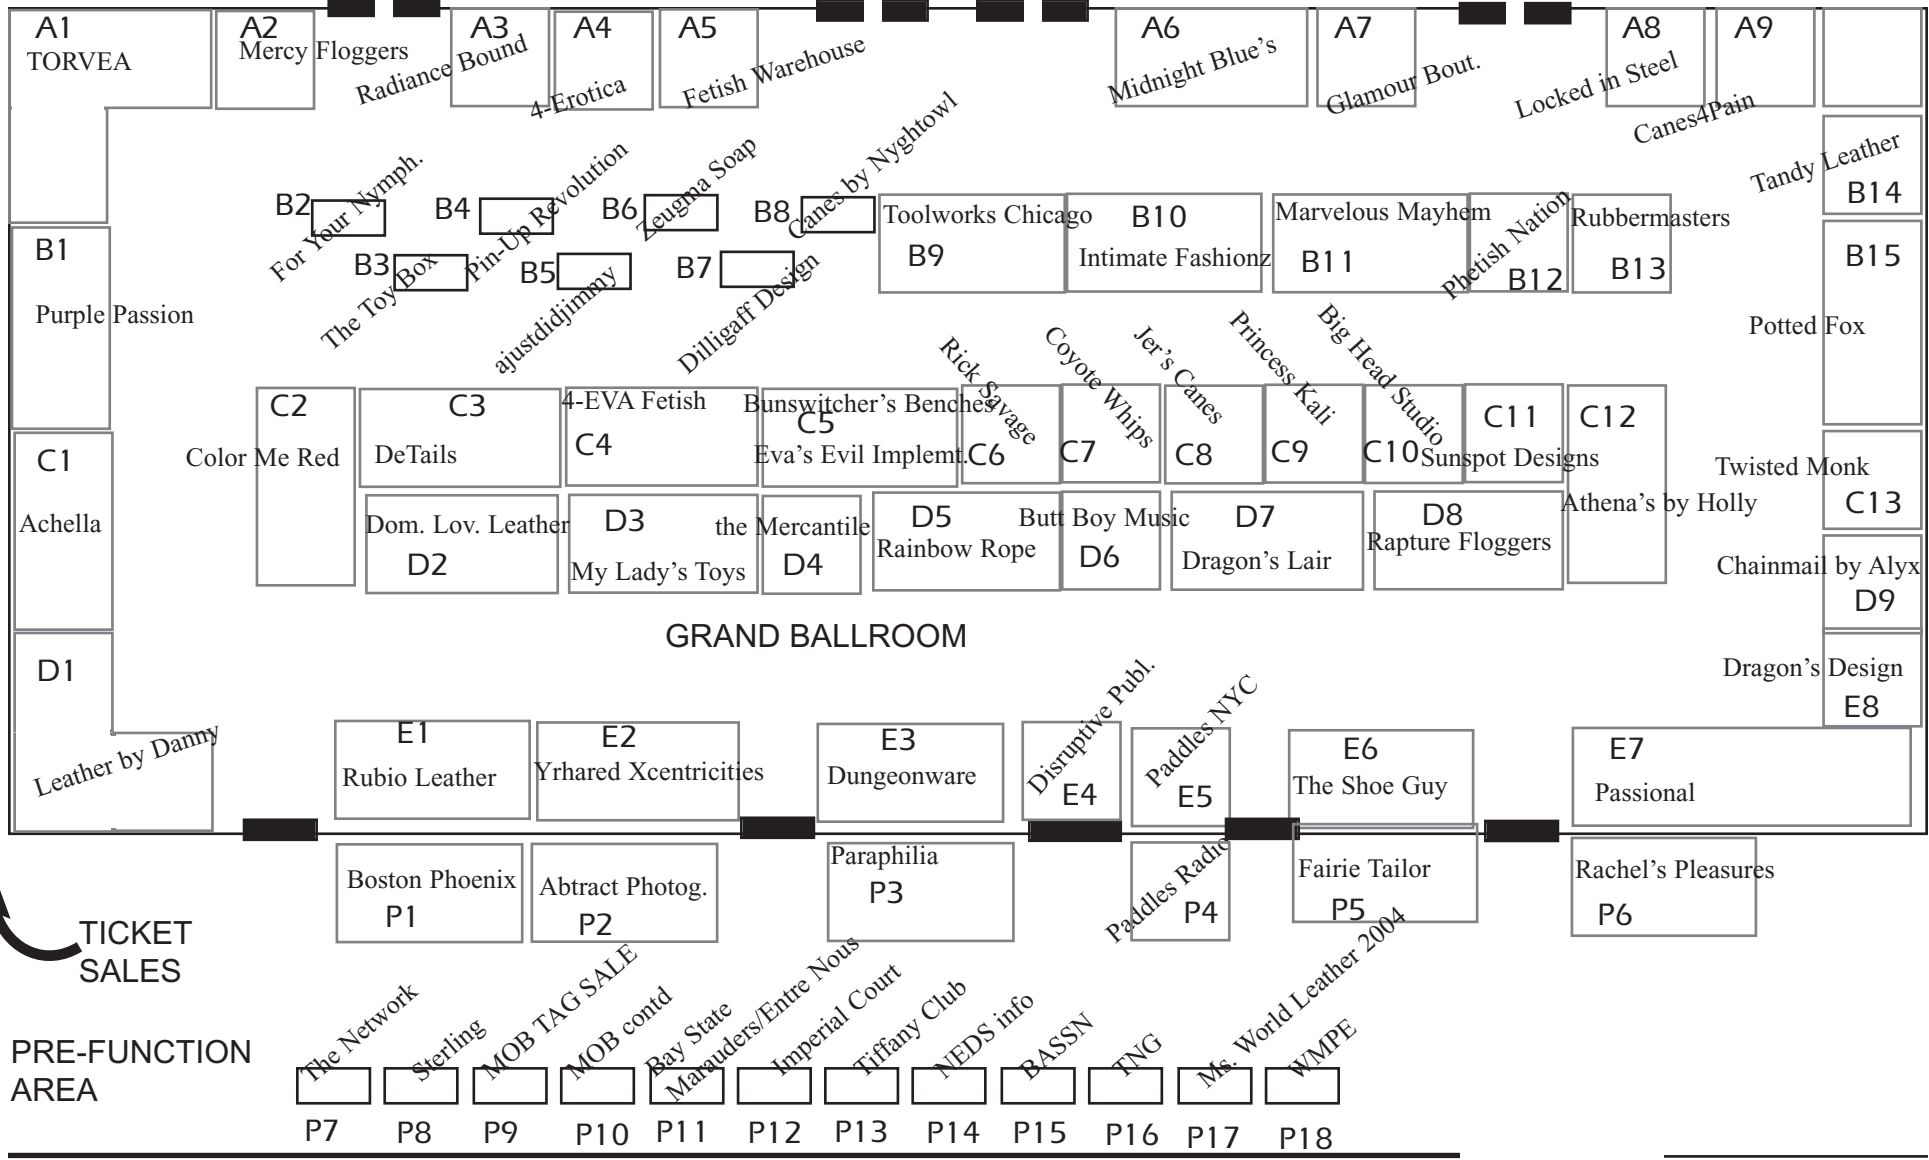 A1
TORVEA
A2
Mercy Floggers
A3
Radiance Bound
A4
4-Erotica
A5
Fetish Warehouse
A6
Midnight Blue's
A7
Glamour Bout.
A8
Locked in Steel
A9
Canes4Pain
B1
Purple Passion
B2
For Your Nymph.
B3
The Toy Box
B4
Pin-Up Revolution
B5
ajustdidjimmy
B6
Zeugma Soap
B7
Dilligaff Design
B8
Canes by Nyghtowl
Toolworks Chicago
B9
B10
Intimate Fashionz
Marvelous Mayhem
B11
Phetish Nation
B12
Rubbermasters
B13
Tandy Leather
B14
B15
Potted Fox
C1
Achella
C2
Color Me Red
C3
DeTails
4-EVA Fetish
C4
Bunswitcher's Benches
C5
Eva's Evil Implemt.
Rick Savage
C6
Coyote Whips
C7
Jer's Canes
C8
Princess Kali
C9
Big Head Studio
C10
C11
Sunspot Designs
C12
Athena's by Holly
Twisted Monk
C13
D1
Leather by Danny
Dom. Lov. Leather
D2
D3
My Lady's Toys
the Mercantile
D4
D5
Rainbow Rope
Butt Boy Music
D6
D7
Dragon's Lair
D8
Rapture Floggers
Chainmail by Alyx
D9
GRAND BALLROOM
Dragon's Design
E8
E1
Rubio Leather
E2
Yrhared Xcentricities
E3
Dungeonware
Disruptive Publ.
E4
Paddles NYC
E5
E6
The Shoe Guy
E7
Passional
Boston Phoenix
P1
Abtract Photog.
P2
Paraphilia
P3
Paddles Radio
P4
Fairie Tailor
P5
Rachel's Pleasures
P6
TICKET
SALES
PRE-FUNCTION
AREA
The Network
P7
Sterling
P8
MOB TAG SALE
P9
MOB contd
P10
Bay State
Marauders/Entre Nous
P11
Imperial Court
P12
Tiffany Club
P13
NEDS info
P14
BASSN
P15
TNG
P16
Ms. World Leather 2004
P17
WMPE
P18